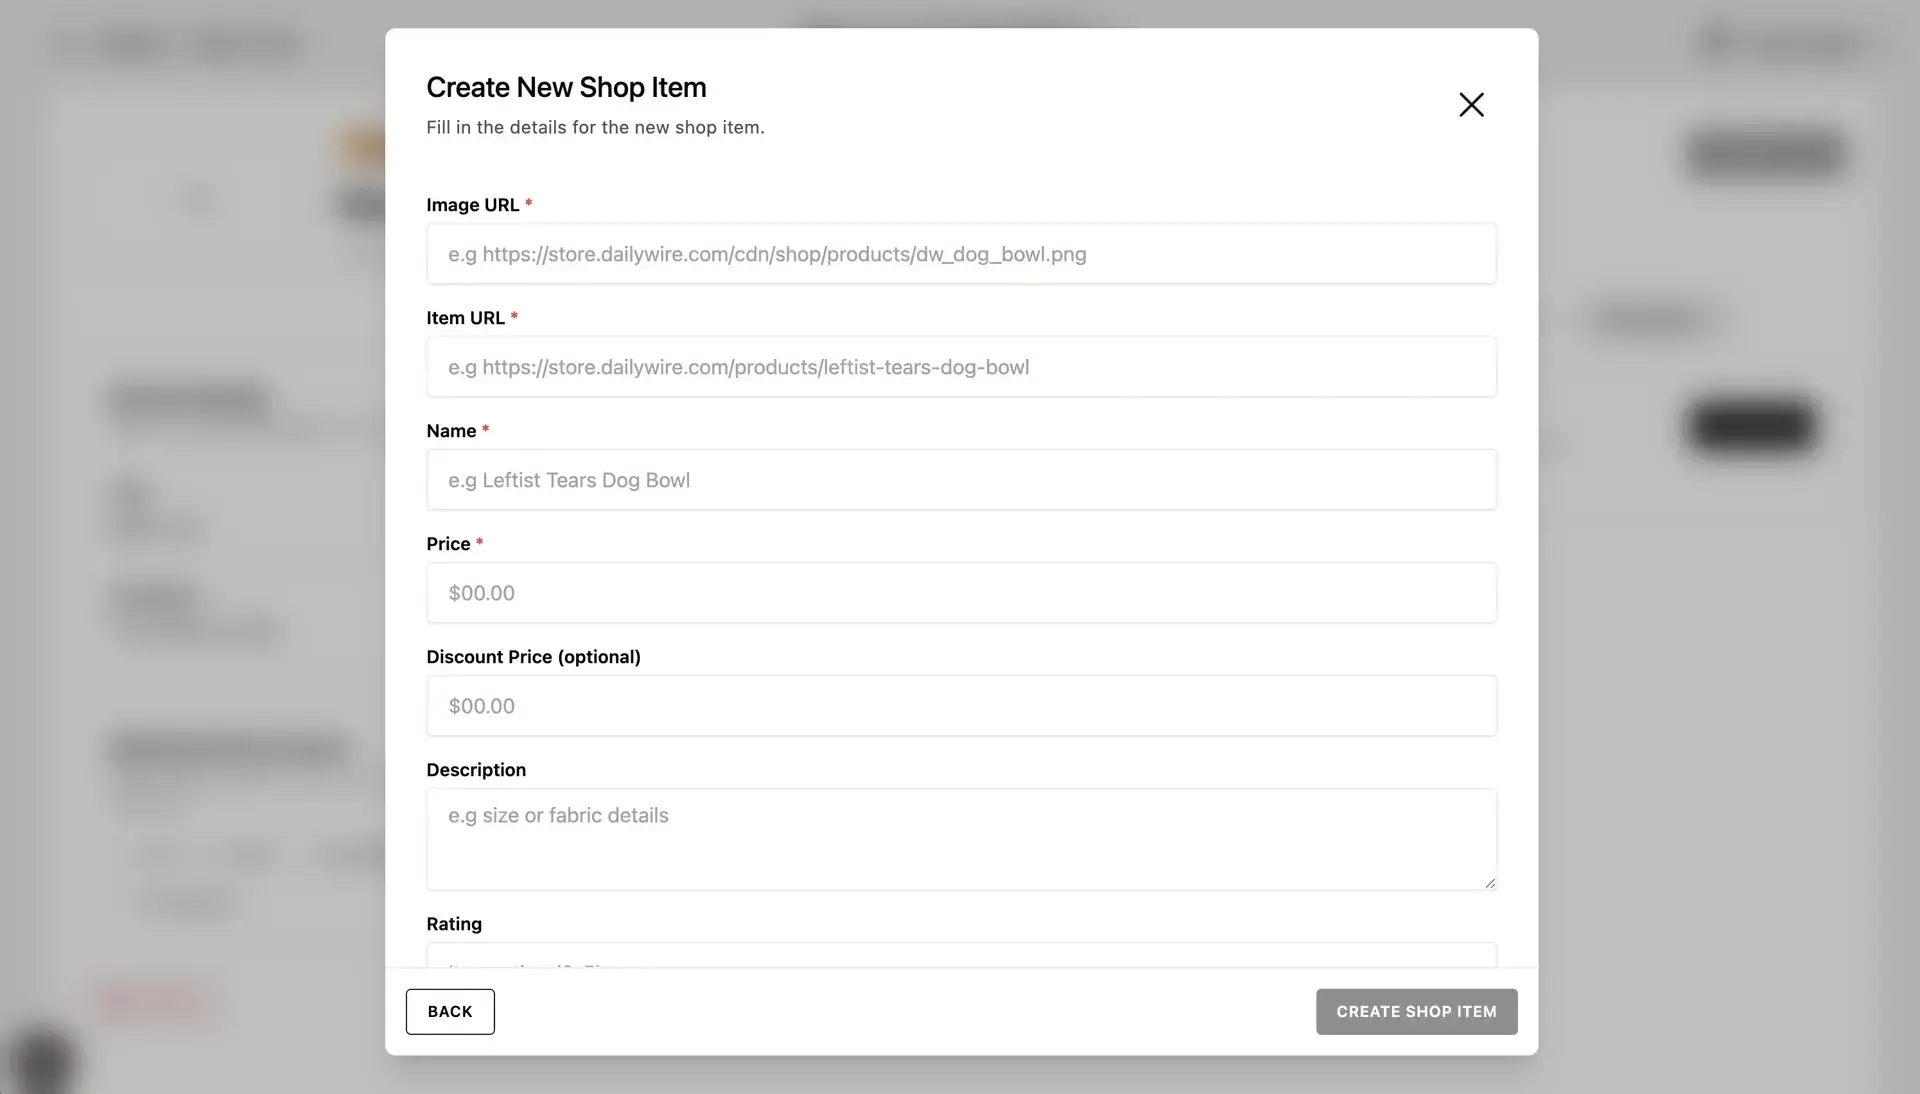 Create New Shop Item
Fill in the details for the new shop item.
Image URL *
e.g https://store.dailywire.com/cdn/shop/products/dw_dog_bowl.png
Item URL *
e.g https://store.dailywire.com/products/leftist-tears-dog-bowl
Name *
e.g Leftist Tears Dog Bowl
Price *
$00.00
Discount Price (optional)
$00.00
Description
e.g size or fabric details
Rating
BACK
CREATE SHOP ITEM